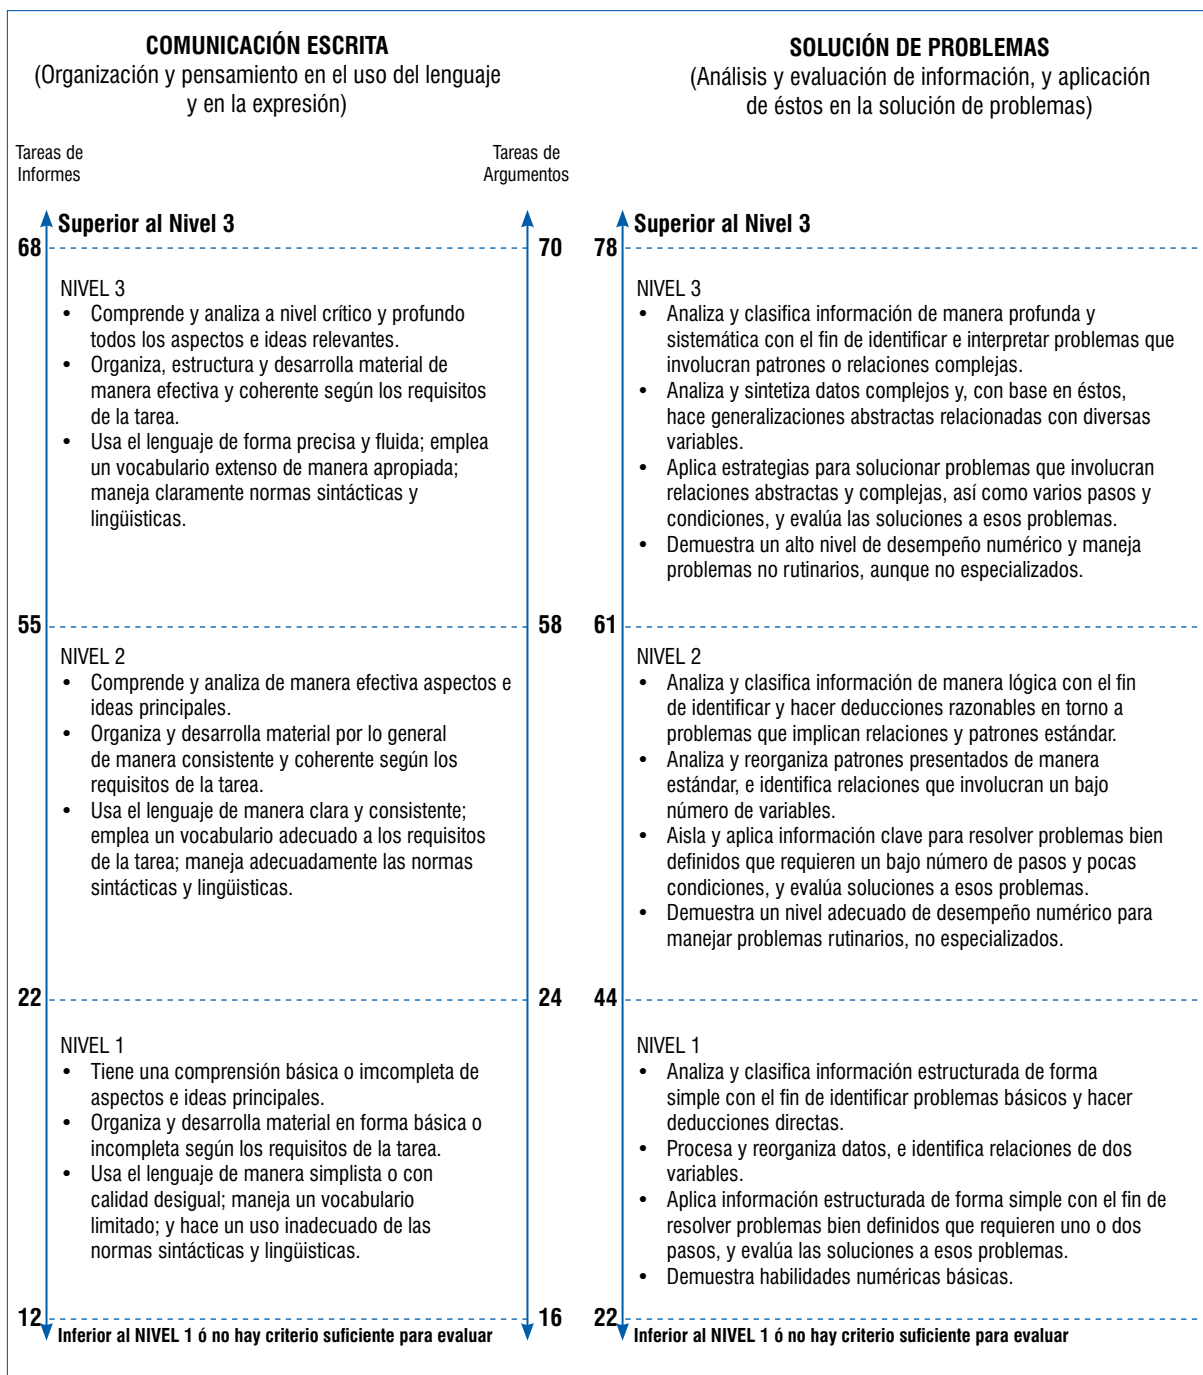 COMUNICACIÓN ESCRITA
(Organización y pensamiento en el uso del lenguaje
y en la expresión)
Tareas de
Informes
Tareas de
Argumentos
Superior al Nivel 3
68
70
NIVEL 3
• Comprende y analiza a nivel crítico y profundo
todos los aspectos e ideas relevantes.
• Organiza, estructura y desarrolla material de
manera efectiva y coherente según los requisitos
de la tarea.
• Usa el lenguaje de forma precisa y fluida; emplea
un vocabulario extenso de manera apropiada;
maneja claramente normas sintácticas y
lingüisticas.
55
58
NIVEL 2
• Comprende y analiza de manera efectiva aspectos e
ideas principales.
• Organiza y desarrolla material por lo general
de manera consistente y coherente según los
requisitos de la tarea.
• Usa el lenguaje de manera clara y consistente;
emplea un vocabulario adecuado a los requisitos
de la tarea; maneja adecuadamente las normas
sintácticas y lingüisticas.
22
24
NIVEL 1
• Tiene una comprensión básica o imcompleta de
aspectos e ideas principales.
• Organiza y desarrolla material en forma básica o
incompleta según los requisitos de la tarea.
• Usa el lenguaje de manera simplista o con
calidad desigual; maneja un vocabulario
limitado; y hace un uso inadecuado de las
normas sintácticas y lingüisticas.
12
16
Inferior al NIVEL 1 ó no hay criterio suficiente para evaluar
SOLUCIÓN DE PROBLEMAS
(Análisis y evaluación de información, y aplicación
de éstos en la solución de problemas)
Superior al Nivel 3
78
NIVEL 3
• Analiza y clasifica información de manera profunda y
sistemática con el fin de identificar e interpretar problemas que
involucran patrones o relaciones complejas.
• Analiza y sintetiza datos complejos y, con base en éstos,
hace generalizaciones abstractas relacionadas con diversas
variables.
• Aplica estrategias para solucionar problemas que involucran
relaciones abstractas y complejas, así como varios pasos y
condiciones, y evalúa las soluciones a esos problemas.
• Demuestra un alto nivel de desempeño numérico y maneja
problemas no rutinarios, aunque no especializados.
61
NIVEL 2
• Analiza y clasifica información de manera lógica con el fin
de identificar y hacer deducciones razonables en torno a
problemas que implican relaciones y patrones estándar.
• Analiza y reorganiza patrones presentados de manera
estándar, e identifica relaciones que involucran un bajo
número de variables.
• Aisla y aplica información clave para resolver problemas bien
definidos que requieren un bajo número de pasos y pocas
condiciones, y evalúa soluciones a esos problemas.
• Demuestra un nivel adecuado de desempeño numérico para
manejar problemas rutinarios, no especializados.
44
NIVEL 1
• Analiza y clasifica información estructurada de forma
simple con el fin de identificar problemas básicos y hacer
deducciones directas.
• Procesa y reorganiza datos, e identifica relaciones de dos
variables.
• Aplica información estructurada de forma simple con el fin de
resolver problemas bien definidos que requieren uno o dos
pasos, y evalúa las soluciones a esos problemas.
• Demuestra habilidades numéricas básicas.
22
Inferior al NIVEL 1 ó no hay criterio suficiente para evaluar